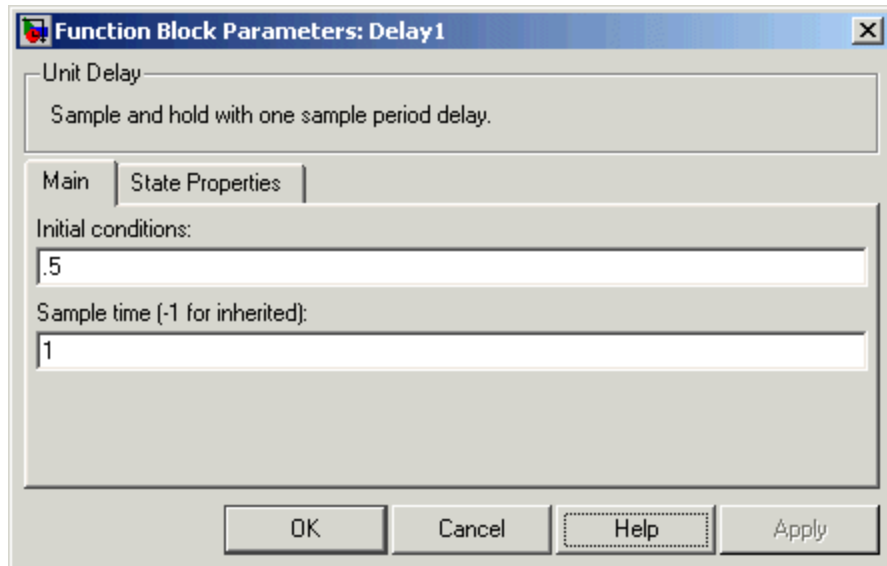 Function Block Parameters: Delay1
Unit Delay
Sample and hold with one sample period delay.
Main State Properties
Initial conditions:
.5
Sample time (-1 for inherited):
1
OK Cancel Help Apply